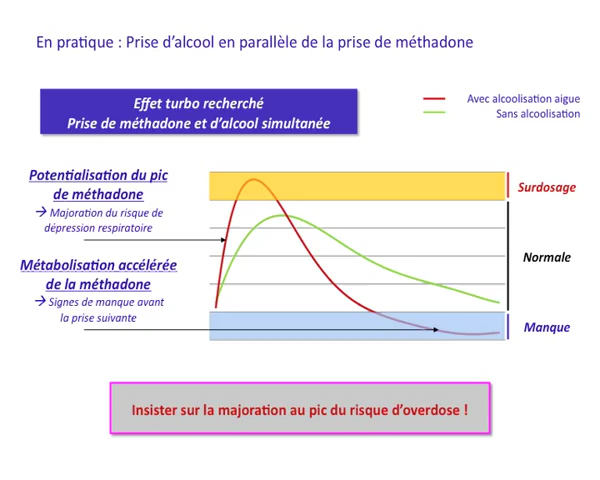 En pratique : Prise d’alcool en parallèle de la prise de méthadone
Effet turbo recherché
Prise de méthadone et d’alcool simultanée
Avec alcoolisation aigue
Sans alcoolisation
Potentialisation du pic
de méthadone
→ Majoration du risque de
dépression respiratoire
Métabolisation accélérée
de la méthadone
→ Signes de manque avant
la prise suivante
Surdosage
Normale
Manque
Insister sur la majoration au pic du risque d’overdose !